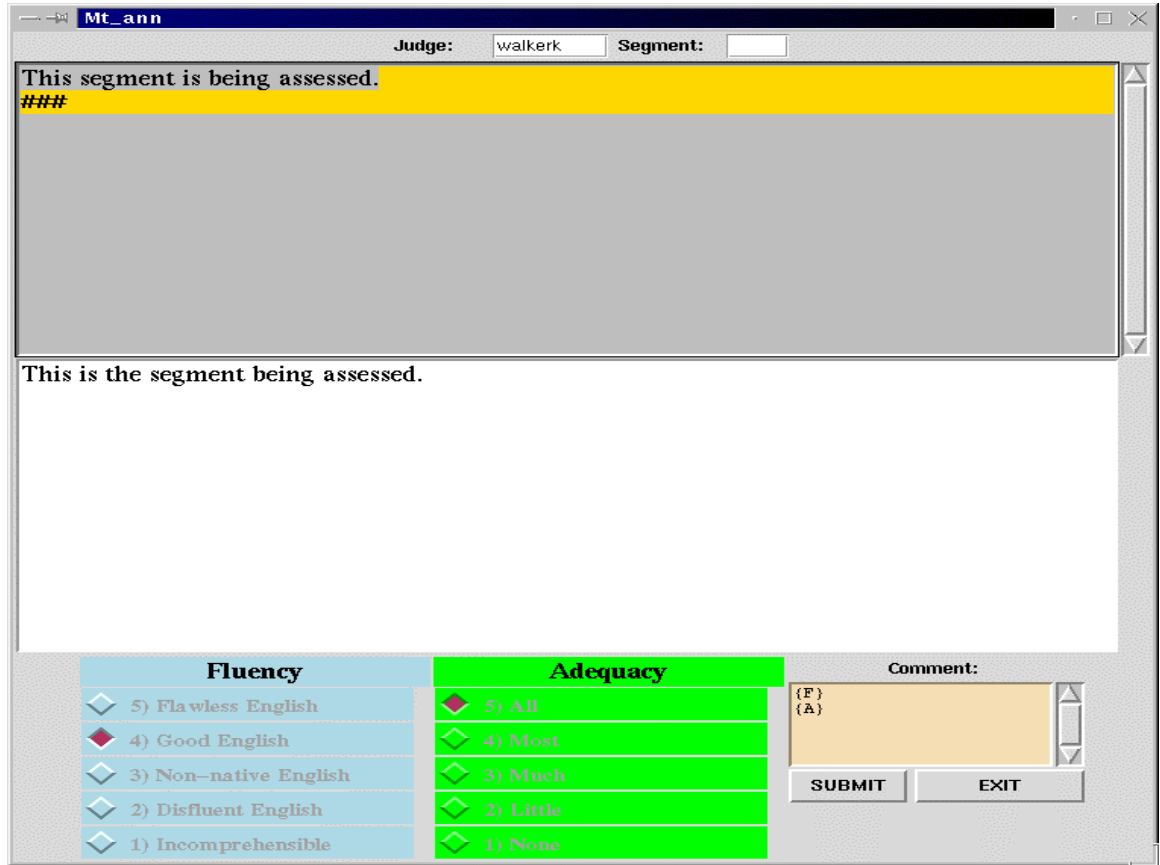 Mt_ann
Judge: walkerk Segment:
This segment is being assessed.
###
This is the segment being assessed.
Fluency
5) Flawless English
4) Good English
3) Non-native English
2) Disfluent English
1) Incomprehensible
Adequacy
5) All
4) Most
3) Much
2) Little
1) None
Comment:
{F}
{A}
SUBMIT EXIT